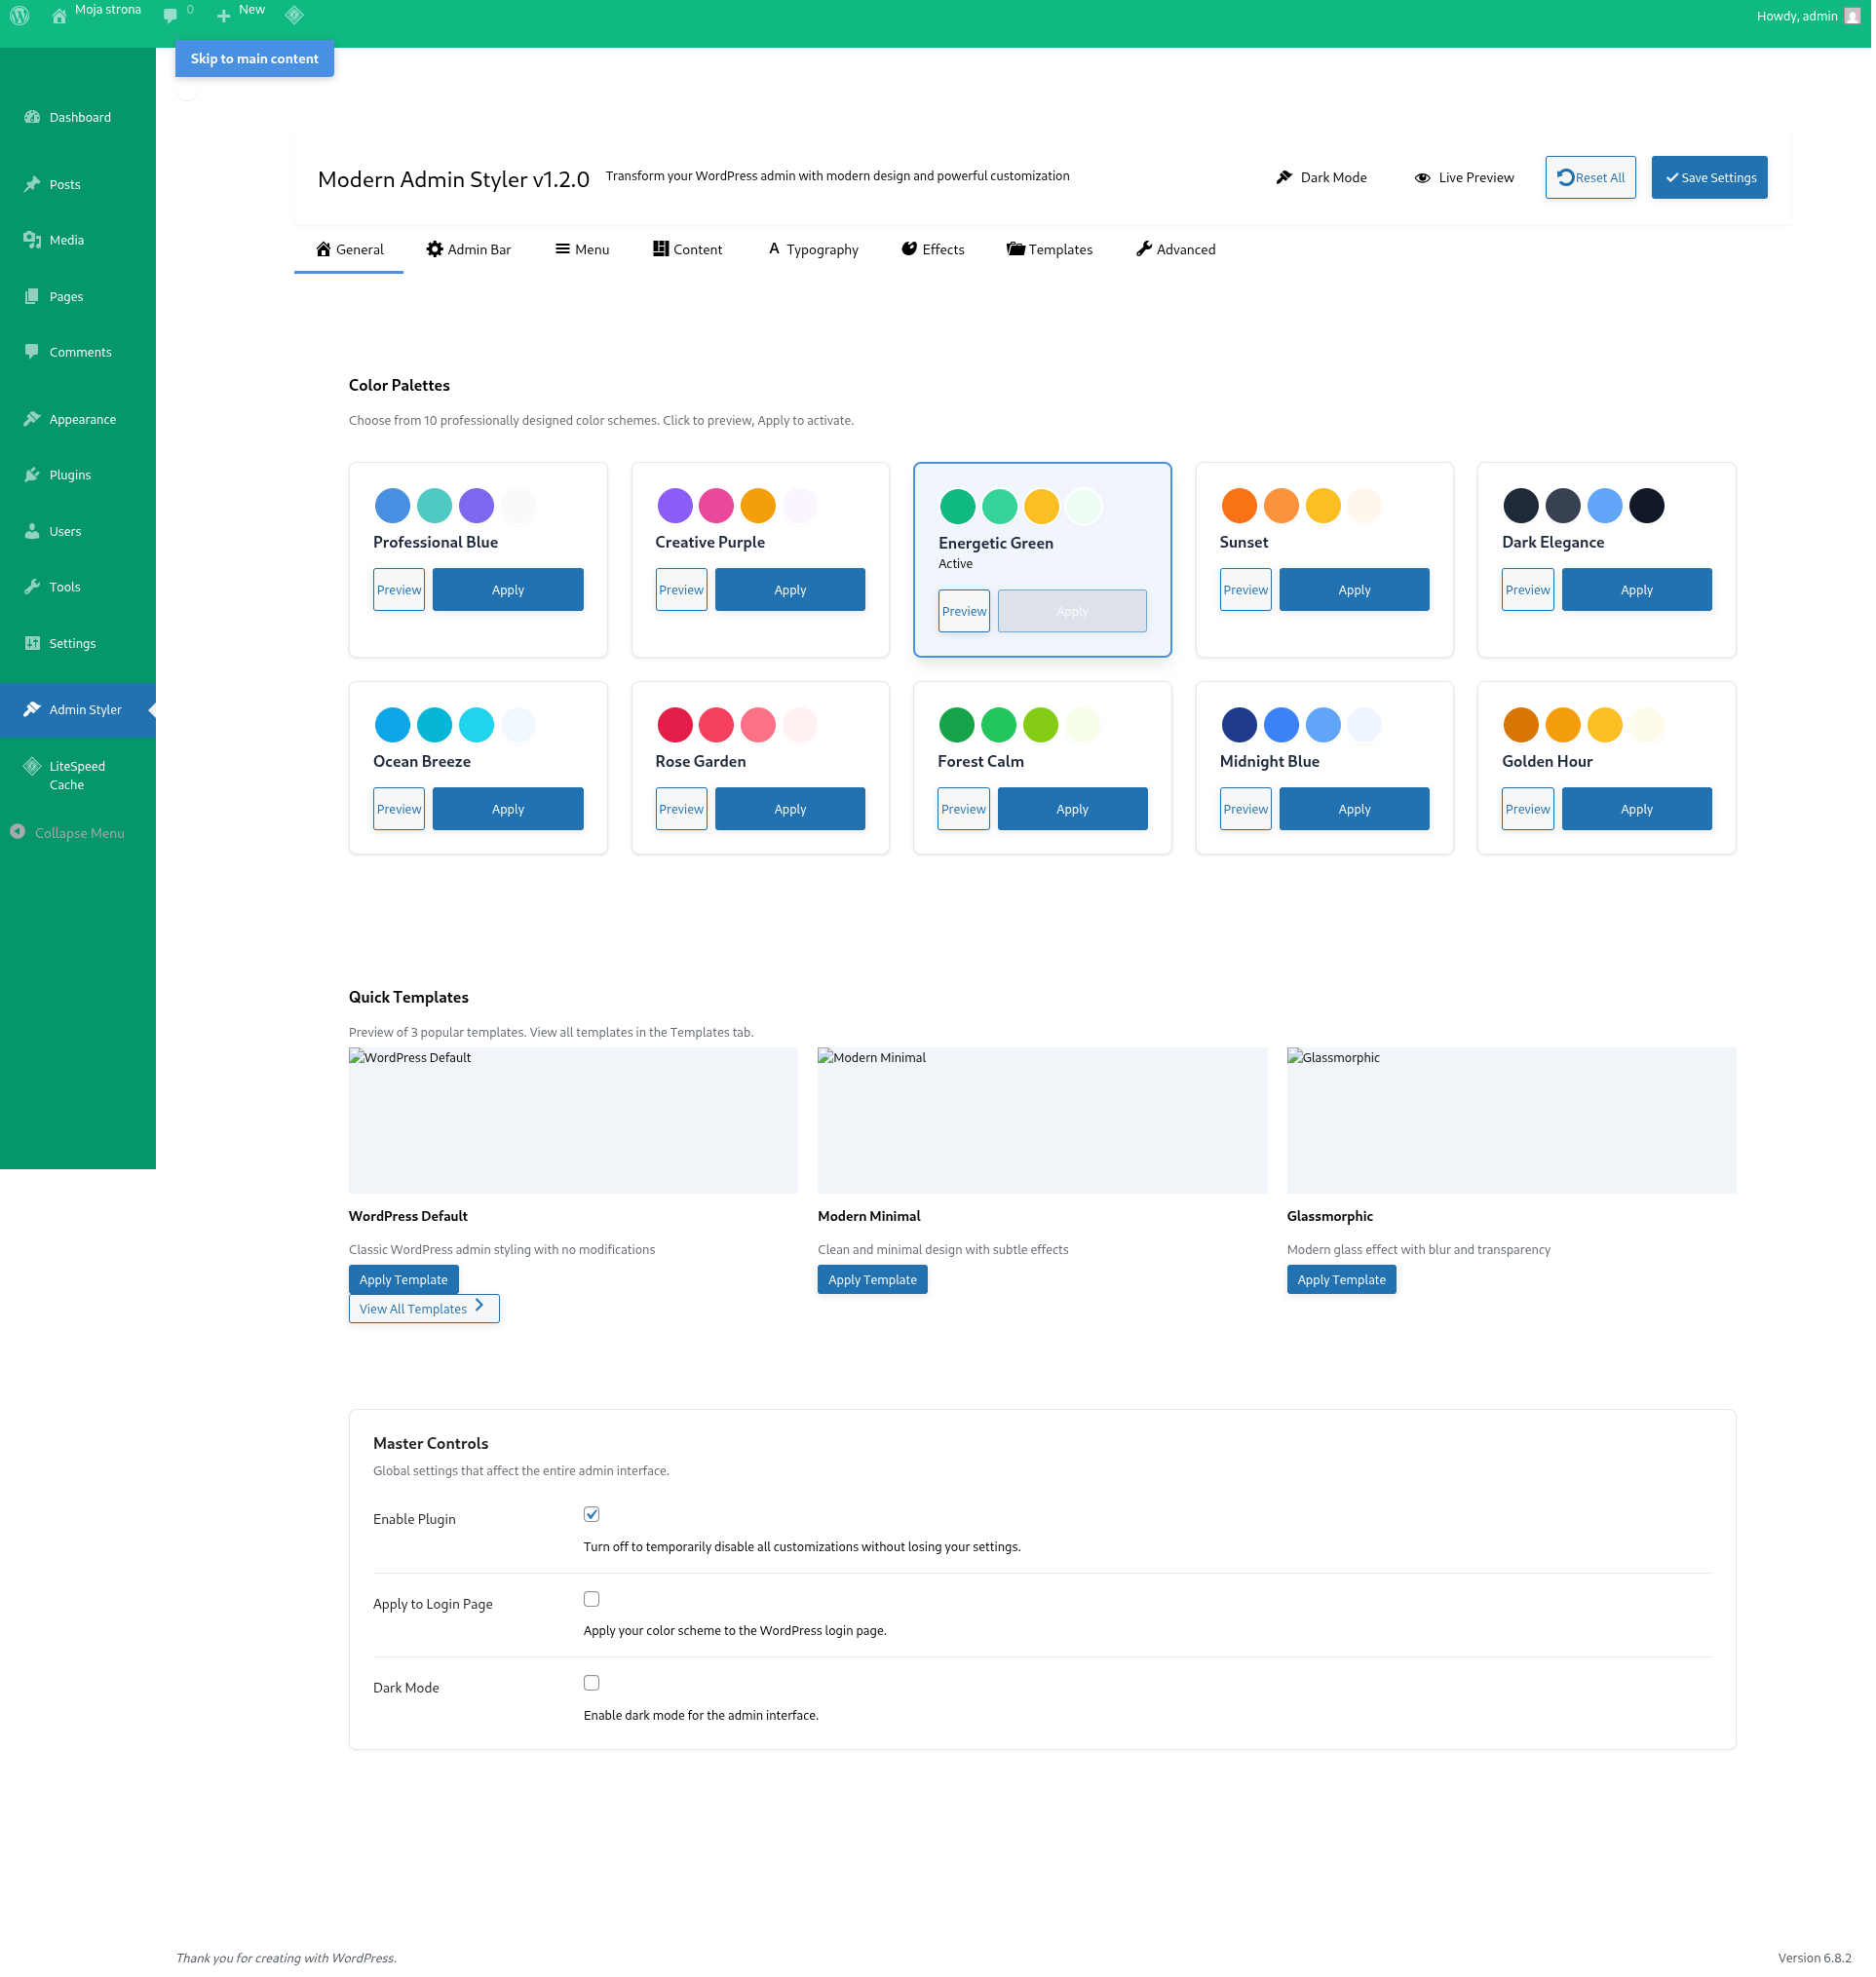 Moja strona
0
New
Howdy, admin
Skip to main content
Dashboard
Posts
Media
Pages
Comments
Appearance
Plugins
Users
Tools
Settings
Admin Styler
LiteSpeed
Cache
Collapse Menu
Modern Admin Styler v1.2.0
Transform your WordPress admin with modern design and powerful customization
Dark Mode
Live Preview
Reset All
Save Settings
General
Admin Bar
Menu
Content
Typography
Effects
Templates
Advanced
Color Palettes
Choose from 10 professionally designed color schemes. Click to preview, Apply to activate.
Professional Blue
Preview
Apply
Creative Purple
Preview
Apply
Energetic Green
Active
Preview
Apply
Sunset
Preview
Apply
Dark Elegance
Preview
Apply
Ocean Breeze
Preview
Apply
Rose Garden
Preview
Apply
Forest Calm
Preview
Apply
Midnight Blue
Preview
Apply
Golden Hour
Preview
Apply
Quick Templates
Preview of 3 popular templates. View all templates in the Templates tab.
WordPress Default
WordPress Default
Classic WordPress admin styling with no modifications
Apply Template
View All Templates
Modern Minimal
Modern Minimal
Clean and minimal design with subtle effects
Apply Template
Glassmorphic
Glassmorphic
Modern glass effect with blur and transparency
Apply Template
Master Controls
Global settings that affect the entire admin interface.
Enable Plugin
Turn off to temporarily disable all customizations without losing your settings.
Apply to Login Page
Apply your color scheme to the WordPress login page.
Dark Mode
Enable dark mode for the admin interface.
Thank you for creating with WordPress.
Version 6.8.2